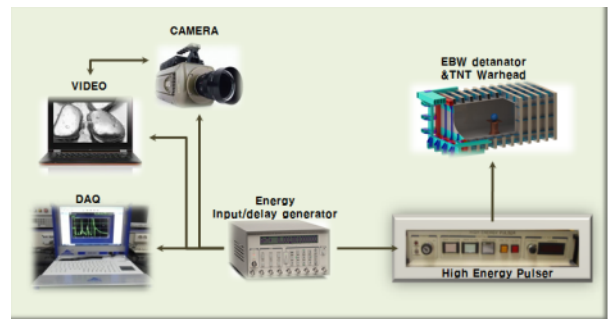 CAMERA
EBW detanator
&TNT Warhead
VIDEO
DAQ
Energy
Input/delay generator
High Energy Pulser